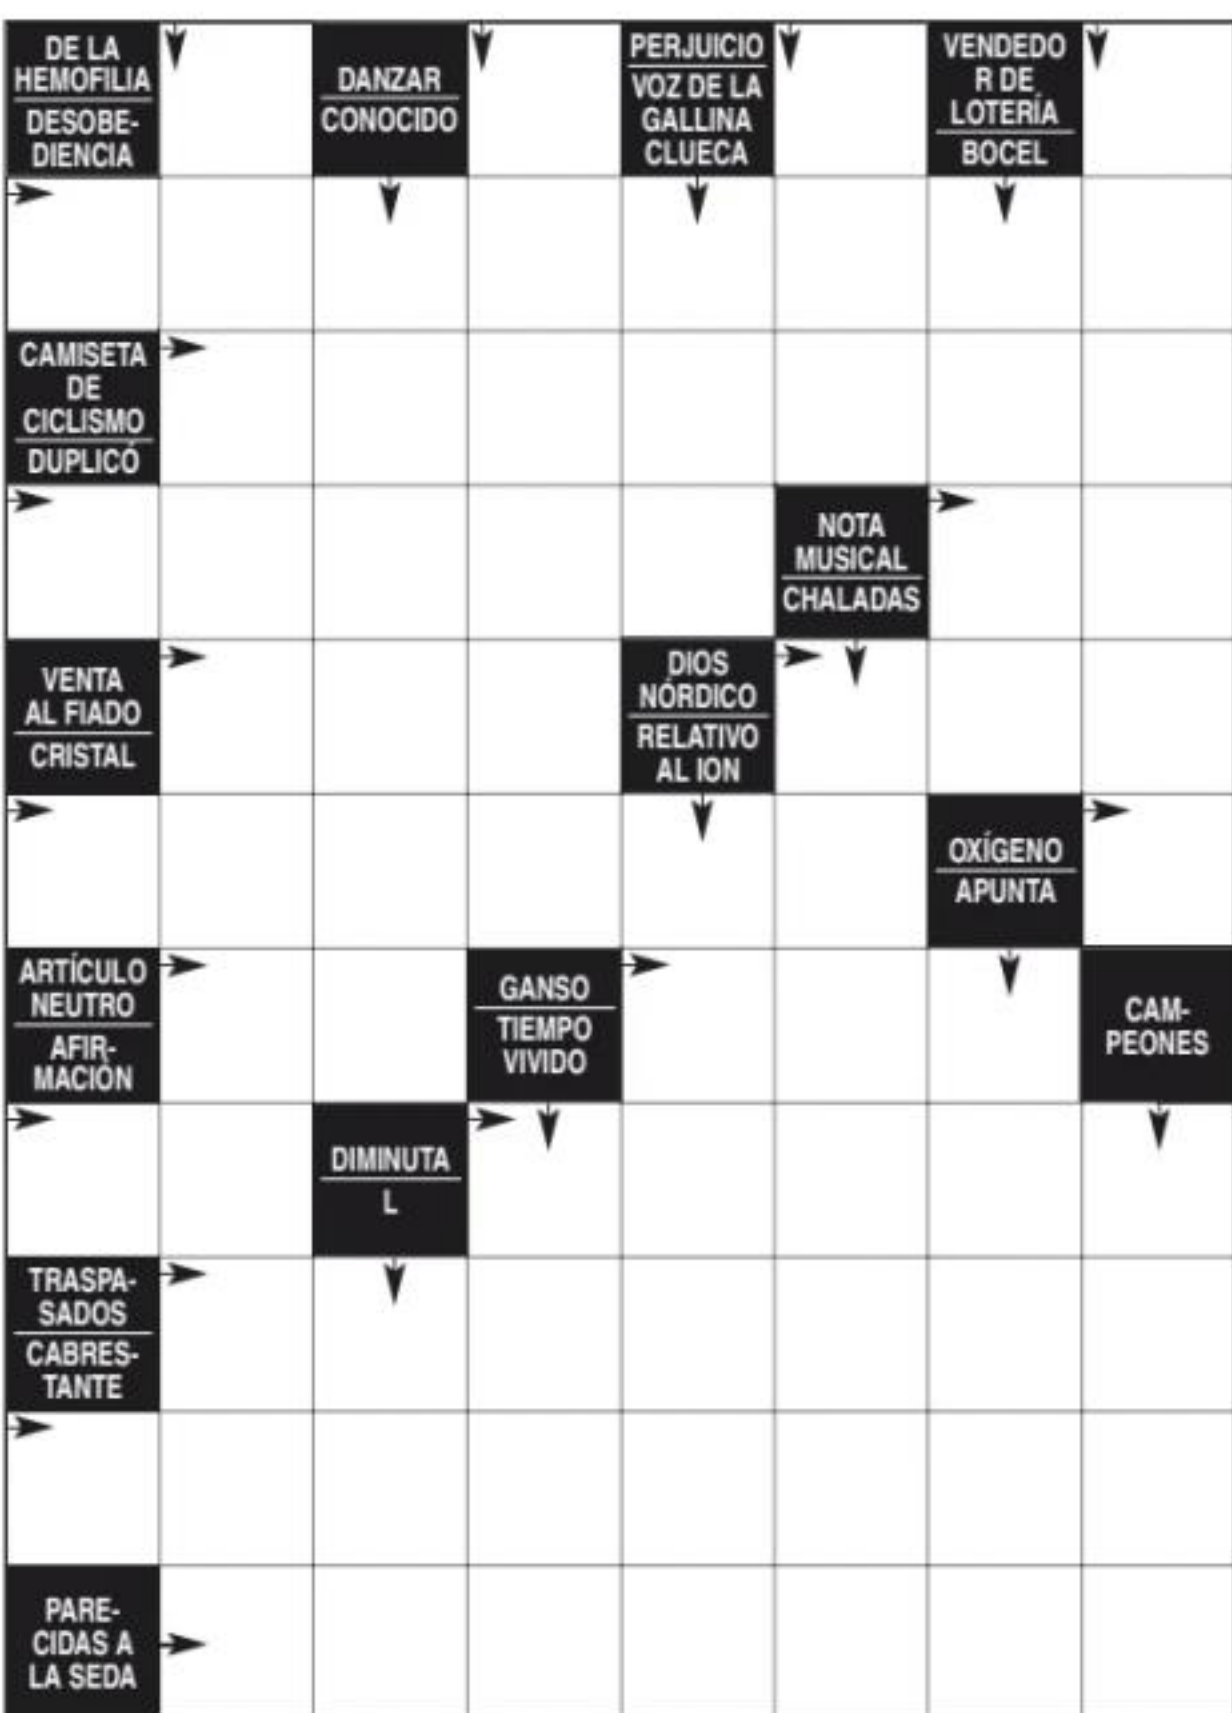 DE LA
HEMOFILIA
DESOBE-
DIENCIA
DANZAR
CONOCIDO
PERJUICIO
VOZ DE LA
GALLINA
CLUECA
VENDEDO
R DE
LOTERÍA
BOCEL
CAMISETA
DE
CICLISMO
DUPLICÓ
NOTA
MUSICAL
CHALADAS
VENTA
AL FIADO
CRISTAL
DIOS
NÓRDICO
RELATIVO
AL ION
OXÍGENO
APUNTA
ARTÍCULO
NEUTRO
AFIR-
MACIÓN
GANSO
TIEMPO
VIVIDO
CAM-
PEONES
DIMINUTA
L
TRASPA-
SADOS
CABRES-
TANTE
PARE-
CIDAS A
LA SEDA